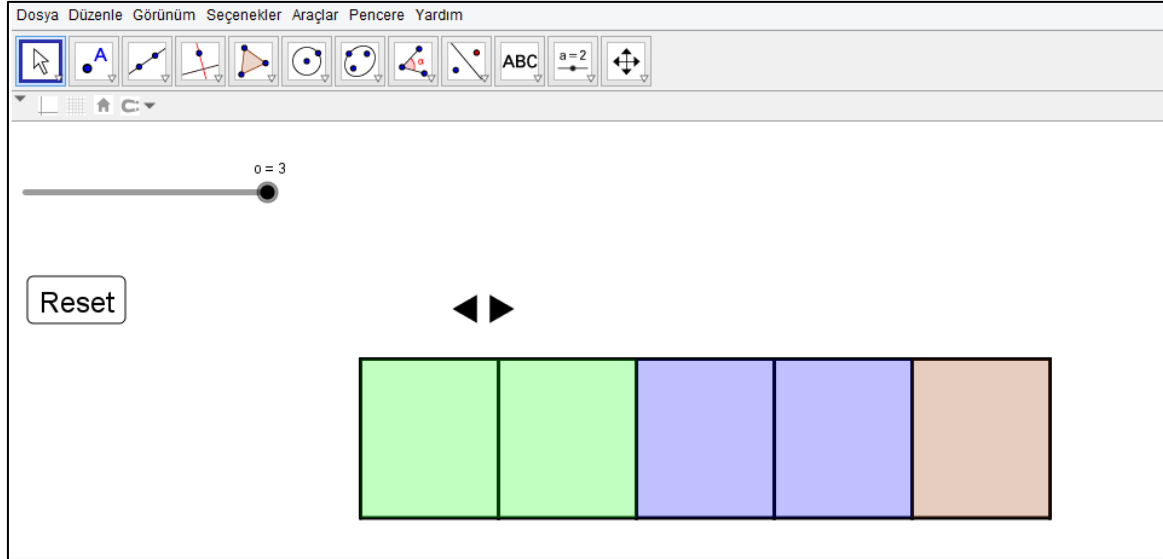 Dosya Düzenle Görünüm Seçenekler Araçlar Pencere Yardım
A α ABC a=2
o = 3
Reset